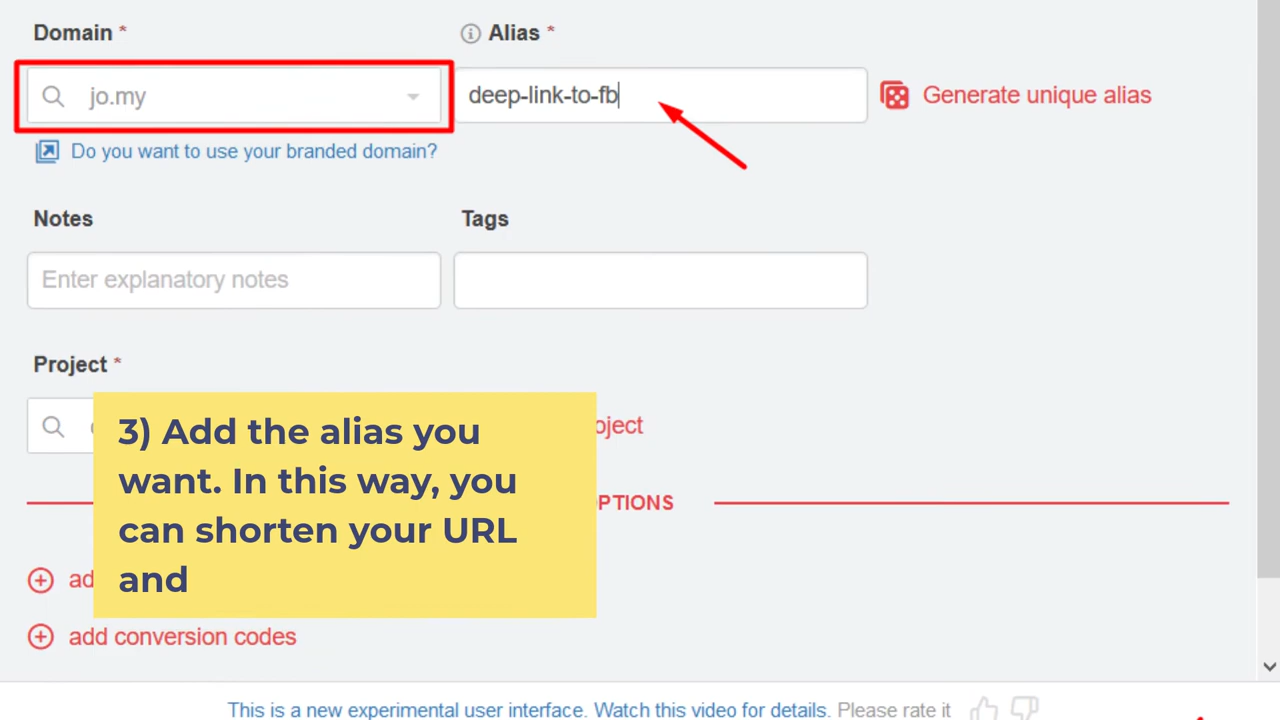 Domain * Alias *
jo.my deep-link-to-fb Generate unique alias
Do you want to use your branded domain?
Notes Tags
Enter explanatory notes
Project *
3) Add the alias you
want. In this way, you
can shorten your URL
and
add conversion codes
This is a new experimental user interface. Watch this video for details. Please rate it